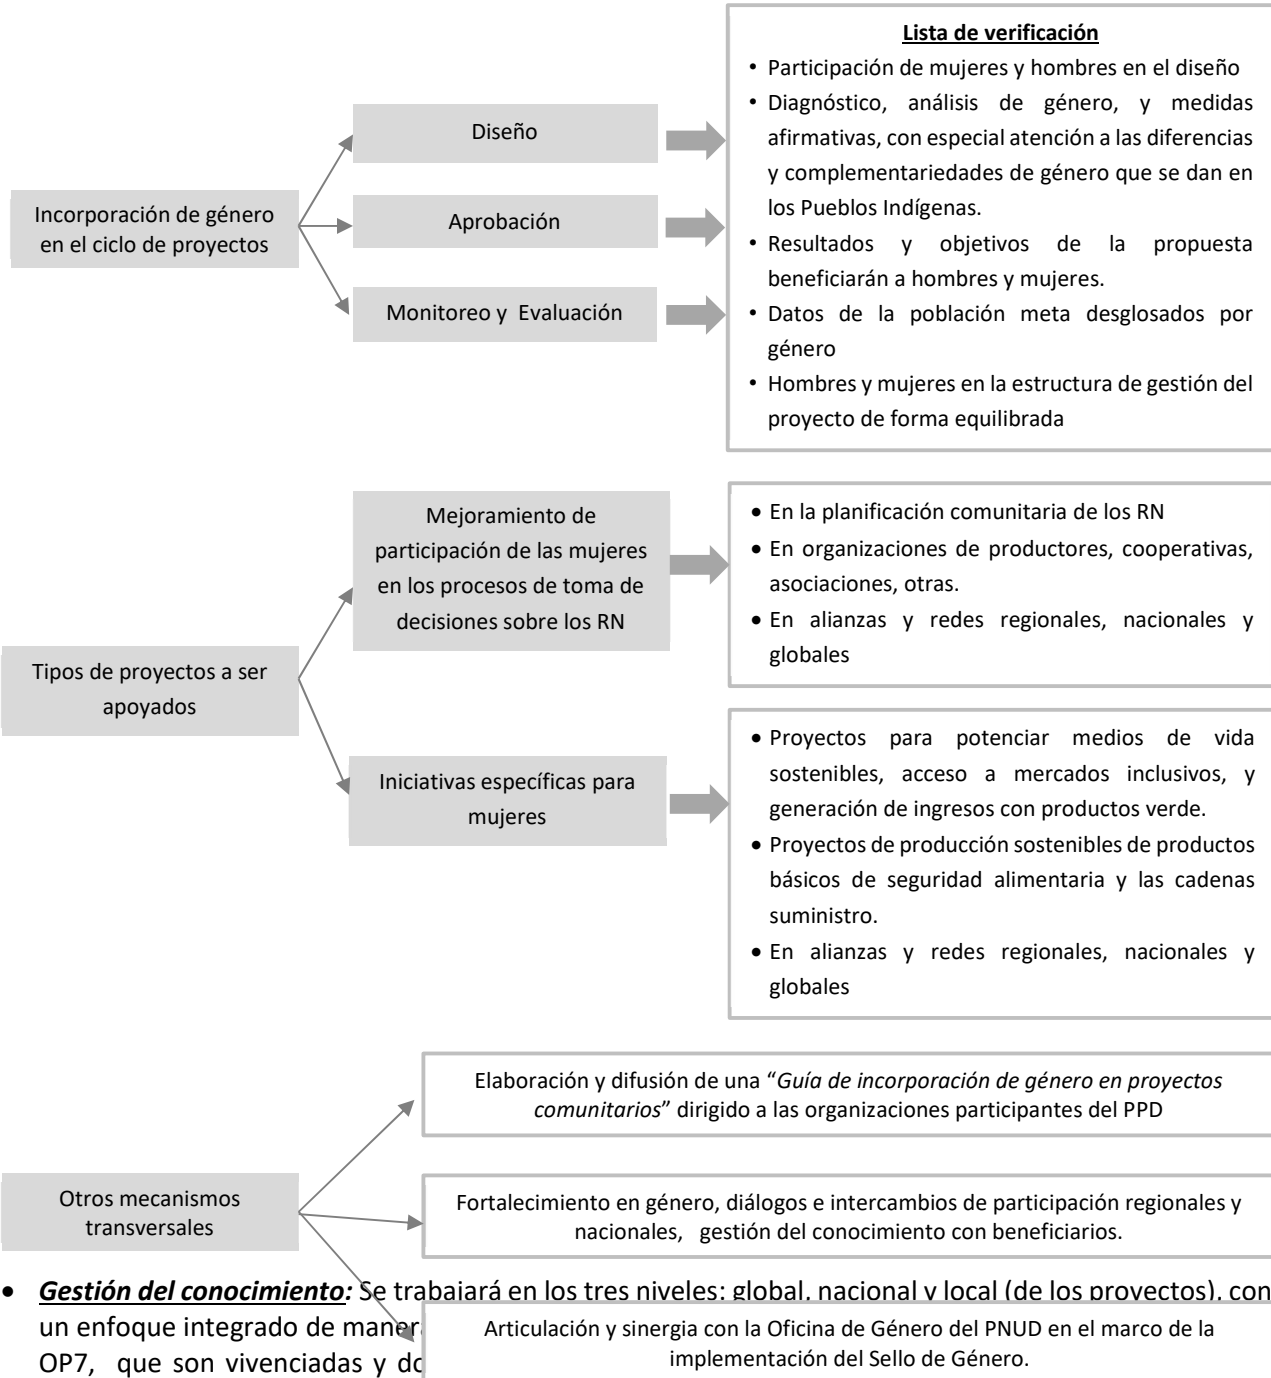 Lista de verificación
• Participación de mujeres y hombres en el diseño
• Diagnóstico, análisis de género, y medidas
afirmativas, con especial atención a las diferencias
y complementariedades de género que se dan en
los Pueblos Indígenas.
• Resultados y objetivos de la propuesta
beneficiarán a hombres y mujeres.
• Datos de la población meta desglosados por
género
• Hombres y mujeres en la estructura de gestión del
proyecto de forma equilibrada
Diseño
Aprobación
Monitoreo y Evaluación
Incorporación de género
en el ciclo de proyectos
Mejoramiento de
participación de las mujeres
en los procesos de toma de
decisiones sobre los RN
• En la planificación comunitaria de los RN
• En organizaciones de productores, cooperativas,
asociaciones, otras.
• En alianzas y redes regionales, nacionales y
globales
Tipos de proyectos a ser
apoyados
Iniciativas específicas para
mujeres
• Proyectos para potenciar medios de vida
sostenibles, acceso a mercados inclusivos, y
generación de ingresos con productos verde.
• Proyectos de producción sostenibles de productos
básicos de seguridad alimentaria y las cadenas
suministro.
• En alianzas y redes regionales, nacionales y
globales
Elaboración y difusión de una “Guía de incorporación de género en proyectos
comunitarios” dirigido a las organizaciones participantes del PPD
Otros mecanismos
transversales
Fortalecimiento en género, diálogos e intercambios de participación regionales y
nacionales, gestión del conocimiento con beneficiarios.
• Gestión del conocimiento: Se trabajará en los tres niveles: global, nacional y local (de los proyectos), con
un enfoque integrado de
OP7, que son vivenciadas y
Articulación y sinergia con la Oficina de Género del PNUD en el marco de la
implementación del Sello de Género.